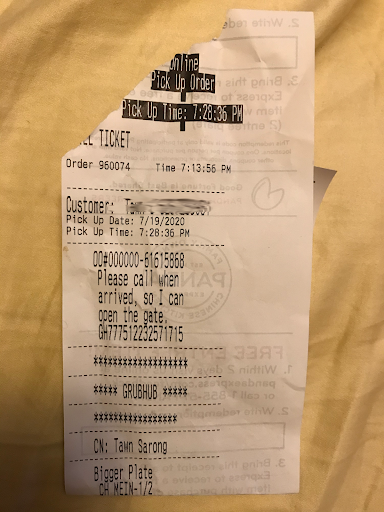 Online
Pick Up Order
Pick Up Time: 7:28:36 PM
TICKET
Order 960074 Time 7:13:56 PM
Customer:
Pick Up Date: 7/19/2020
Pick Up Time: 7:28:36 PM
OO#000000-61615868
Please call when
arrived, so I can
open the gate.
GH777512232571715
******************
***** GRUBHUB *****
******************
CN: Tawn Sarong
Bigger Plate
CH MEIN-1/2